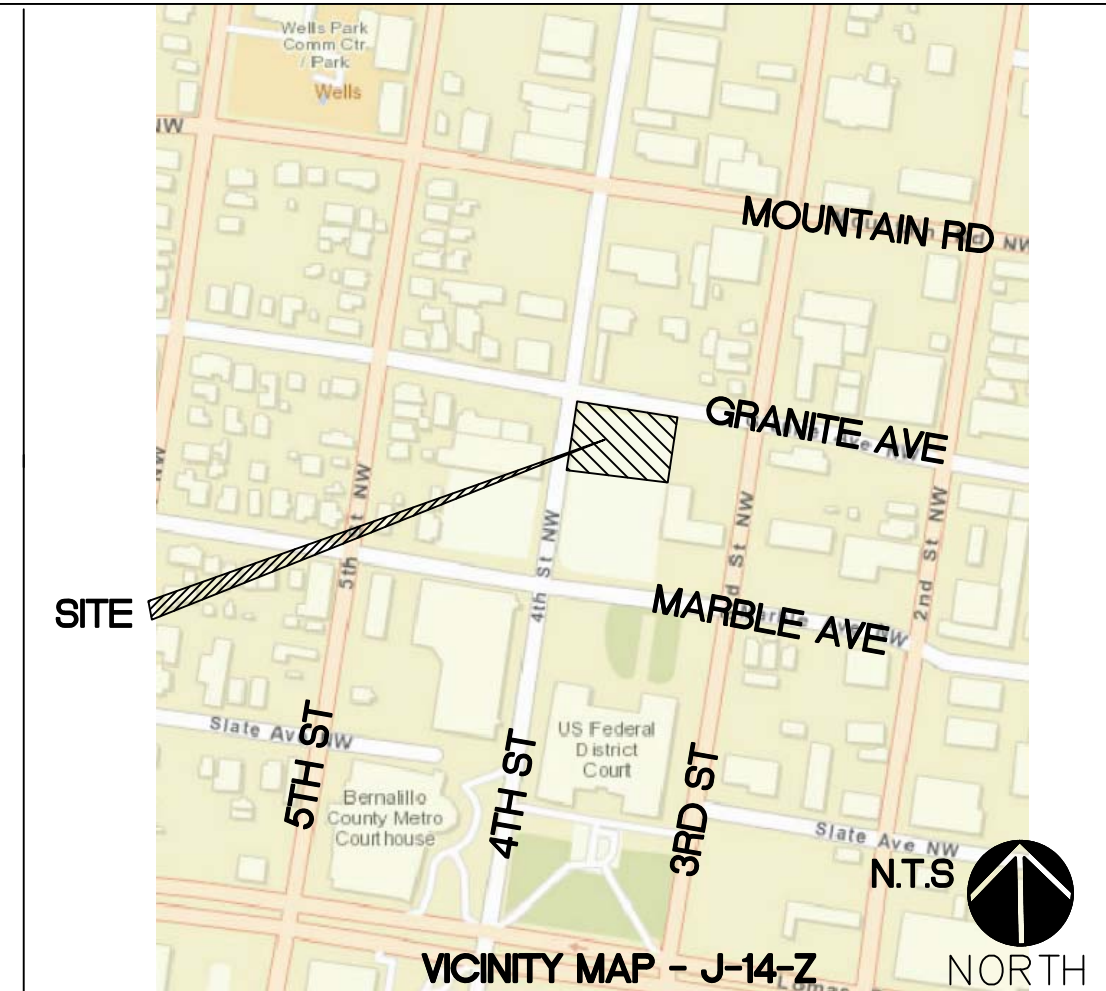 Wells Park
Comm Ctr.
/ Park
Wells
NW
MOUNTAIN RD
NW
GRANITE AVE
5th St NW
4th St NW
St NW
2nd St NW
SITE
MARBLE AVE
NW
Slate Ave NW
5TH ST
4TH ST
3RD ST
US Federal
District
Court
Bernalillo
County Metro
Courthouse
Slate Ave NW
N.T.S
VICINITY MAP - J-14-Z
NORTH